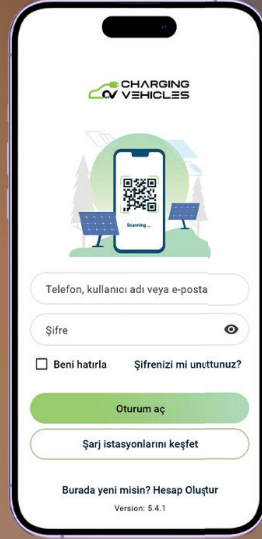 CHARGING
VEHICLES
Scanning ...
Telefon, kullanıcı adı veya e-posta
Şifre
Beni hatırla
Şifrenizi mi unuttunuz?
Oturum aç
Şarj istasyonlarını keşfet
Burada yeni misin? Hesap Oluştur
Version: 5.4.1